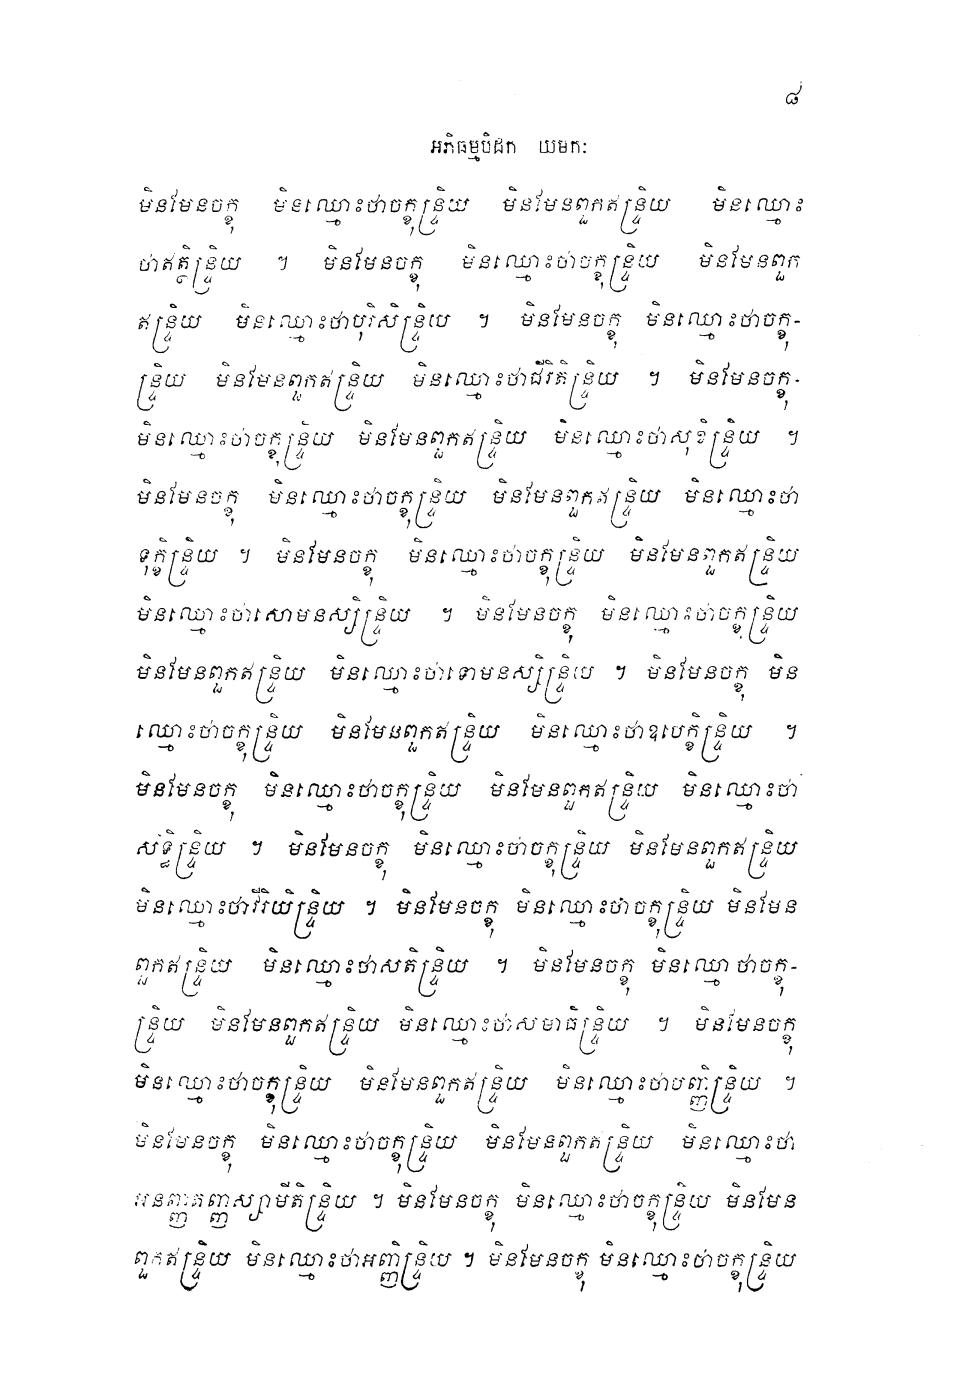 ៨
អភិធម្មបិដក យមកៈ
មិនមែនចក្ខុ មិនឈ្មោះថាចក្ខុន្ទ្រិយ មិនមែនពួកឥន្ទ្រិយ មិនឈ្មោះ
ថាឥត្ថិន្ទ្រិយ ។ មិនមែនចក្ខុ មិនឈ្មោះថាចក្ខុន្ទ្រិយ មិនមែនពួក
ឥន្ទ្រិយ មិនឈ្មោះថាបុរិសិន្ទ្រិយ ។ មិនមែនចក្ខុ មិនឈ្មោះថាចក្ខុ-
ន្ទ្រិយ មិនមែនពួកឥន្ទ្រិយ មិនឈ្មោះថាជីវិតិន្ទ្រិយ ។ មិនមែនចក្ខុ-
មិនឈ្មោះថាចក្ខុន្ទ្រិយ មិនមែនពួកឥន្ទ្រិយ មិនឈ្មោះថាសុខិន្ទ្រិយ ។
មិនមែនចក្ខុ មិនឈ្មោះថាចក្ខុន្ទ្រិយ មិនមែនពួកឥន្ទ្រិយ មិនឈ្មោះថា
ទុក្ខិន្ទ្រិយ ។ មិនមែនចក្ខុ មិនឈ្មោះថាចក្ខុន្ទ្រិយ មិនមែនពួកឥន្ទ្រិយ
មិនឈ្មោះថាសោមនស្សិន្ទ្រិយ ។ មិនមែនចក្ខុ មិនឈ្មោះថាចក្ខុន្ទ្រិយ
មិនមែនពួកឥន្ទ្រិយ មិនឈ្មោះថាទោមនស្សិន្ទ្រិយ ។ មិនមែនចក្ខុ មិន
ឈ្មោះថាចក្ខុន្ទ្រិយ មិនមែនពួកឥន្ទ្រិយ មិនឈ្មោះថាឧបេក្ខិន្ទ្រិយ ។
មិនមែនចក្ខុ មិនឈ្មោះថាចក្ខុន្ទ្រិយ មិនមែនពួកឥន្ទ្រិយ មិនឈ្មោះថា
សទ្ធិន្ទ្រិយ ។ មិនមែនចក្ខុ មិនឈ្មោះថាចក្ខុន្ទ្រិយ មិនមែនពួកឥន្ទ្រិយ
មិនឈ្មោះថាវីរិយិន្ទ្រិយ ។ មិនមែនចក្ខុ មិនឈ្មោះថាចក្ខុន្ទ្រិយ មិនមែន
ពួកឥន្ទ្រិយ មិនឈ្មោះថាសតិន្ទ្រិយ ។ មិនមែនចក្ខុ មិនឈ្មោះថាចក្ខុ-
ន្ទ្រិយ មិនមែនពួកឥន្ទ្រិយ មិនឈ្មោះថាសមាធិន្ទ្រិយ ។ មិនមែនចក្ខុ
មិនឈ្មោះថាចក្ខុន្ទ្រិយ មិនមែនពួកឥន្ទ្រិយ មិនឈ្មោះថាបញ្ញិន្ទ្រិយ ។
មិនមែនចក្ខុ មិនឈ្មោះថាចក្ខុន្ទ្រិយ មិនមែនពួកឥន្ទ្រិយ មិនឈ្មោះថា
អនញ្ញតញ្ញស្សាមីតិន្ទ្រិយ ។ មិនមែនចក្ខុ មិនឈ្មោះថាចក្ខុន្ទ្រិយ មិនមែន
ពួកឥន្ទ្រិយ មិនឈ្មោះថាអញ្ញិន្ទ្រិយ ។ មិនមែនចក្ខុ មិនឈ្មោះថាចក្ខុន្ទ្រិយ